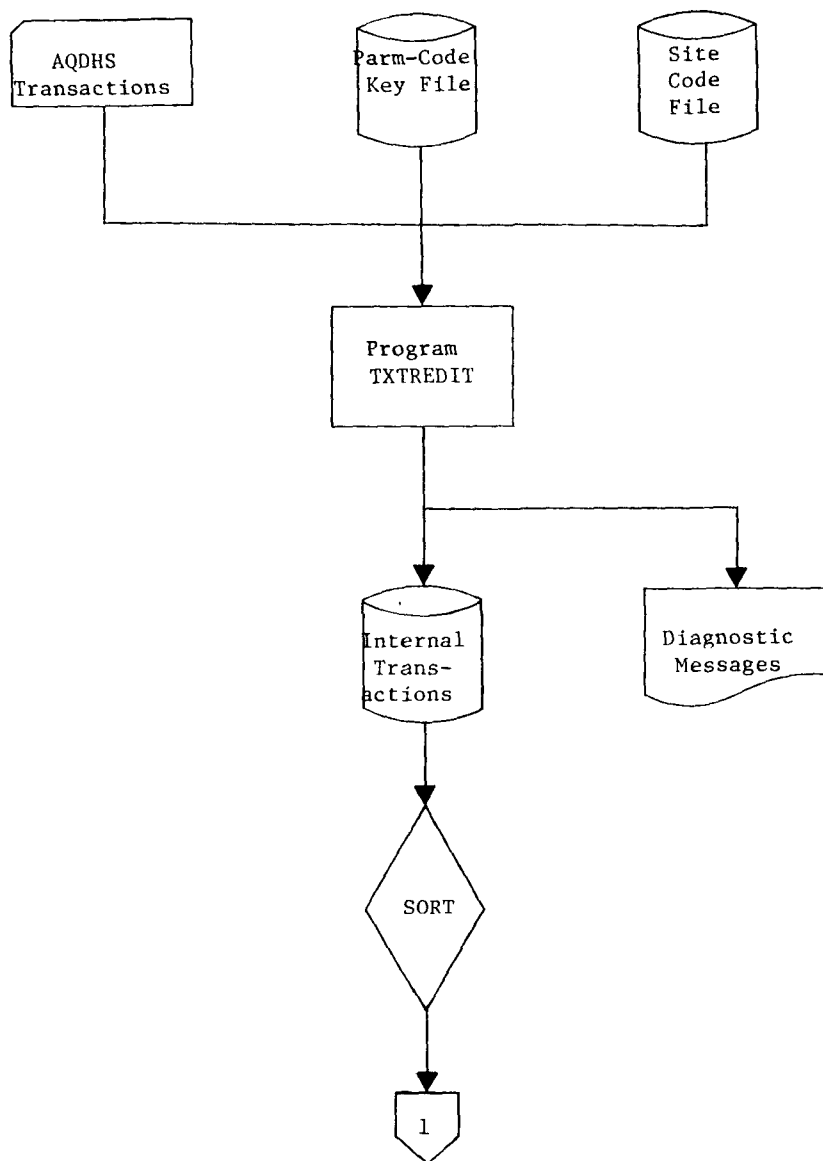 AQDHS
Transactions
Parm-Code
Key File
Site
Code
File
Program
TXTREDIT
Internal
Trans-
actions
Diagnostic
Messages
SORT
1